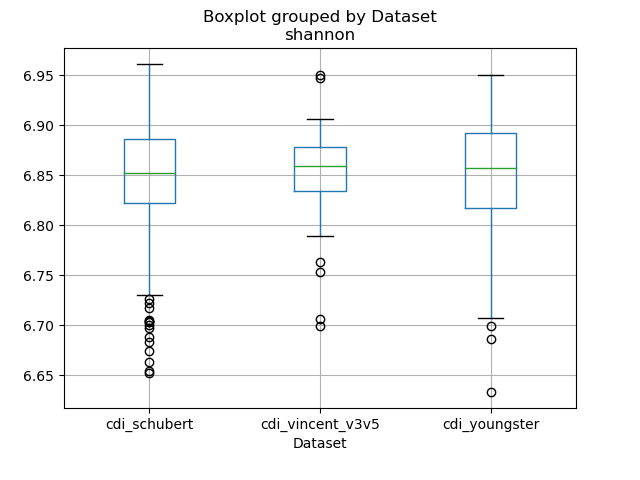 Boxplot grouped by Dataset
shannon
6.95
6.90
6.85
6.80
6.75
6.70
6.65
cdi_schubert cdi_vincent_v3v5 cdi_youngster
Dataset